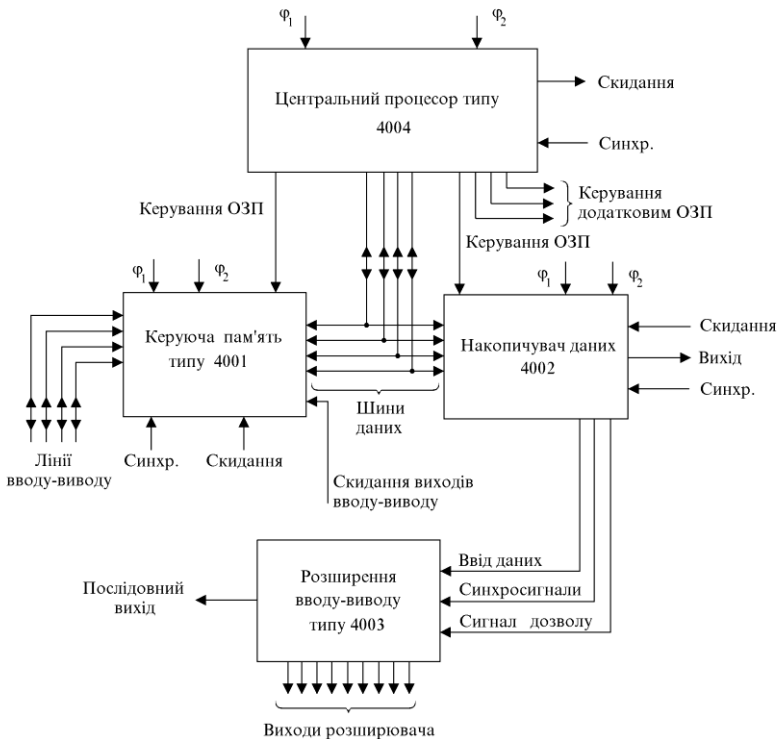 φ1
φ2
Центральний процесор типу
4004
Скидання
Синхр.
Керування ОЗП
Керування
додатковим ОЗП
Керування ОЗП
φ1
φ2
φ1
φ2
Керуюча пам'ять
типу 4001
Накопичувач даних
4002
Скидання
Вихід
Синхр.
Шини
даних
Лінії
вводу-виводу
Синхр.
Скидання
Скидання виходів
вводу-виводу
Розширення
вводу-виводу
типу 4003
Послідовний
вихід
Ввід даних
Синхросигнали
Сигнал дозволу
Виходи розширювача